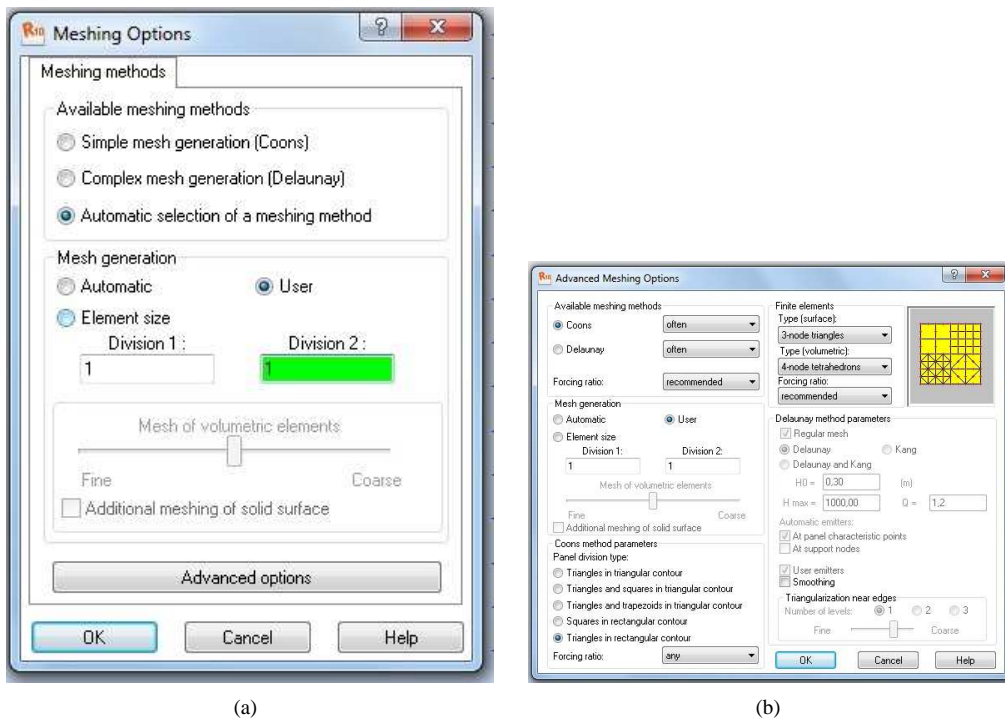 Meshing Options
Meshing methods
Available meshing methods
Simple mesh generation (Coons)
Complex mesh generation (Delaunay)
Automatic selection of a meshing method
Mesh generation
Automatic
User
Element size
Division 1 :
Division 2 :
1
1
Mesh of volumetric elements
Fine
Coarse
Additional meshing of solid surface
Advanced options
OK
Cancel
Help
(a)
Advanced Meshing Options
Available meshing methods
Coons
often
Delaunay
often
Forcing ratio:
recommended
Mesh generation
Automatic
User
Element size
Division 1:
Division 2:
1
1
Mesh of volumetric elements
Fine
Coarse
Additional meshing of solid surface
Coons method parameters
Panel division type:
Triangles in triangular contour
Triangles and squares in triangular contour
Triangles and trapezoids in triangular contour
Squares in rectangular contour
Triangles in rectangular contour
Forcing ratio:
any
Finite elements
Type (surface):
3-node triangles
Type (volumetric):
4-node tetrahedrons
Forcing ratio:
recommended
Delaunay method parameters
Regular mesh
Delaunay
Kang
Delaunay and Kang
H0 =
0,30
(m)
H max =
1000,00
Q =
1,2
Automatic emitters:
At panel characteristic points
At support nodes
User emitters
Smoothing
Triangularization near edges
Number of levels:
1
2
3
Fine
Coarse
OK
Cancel
Help
(b)